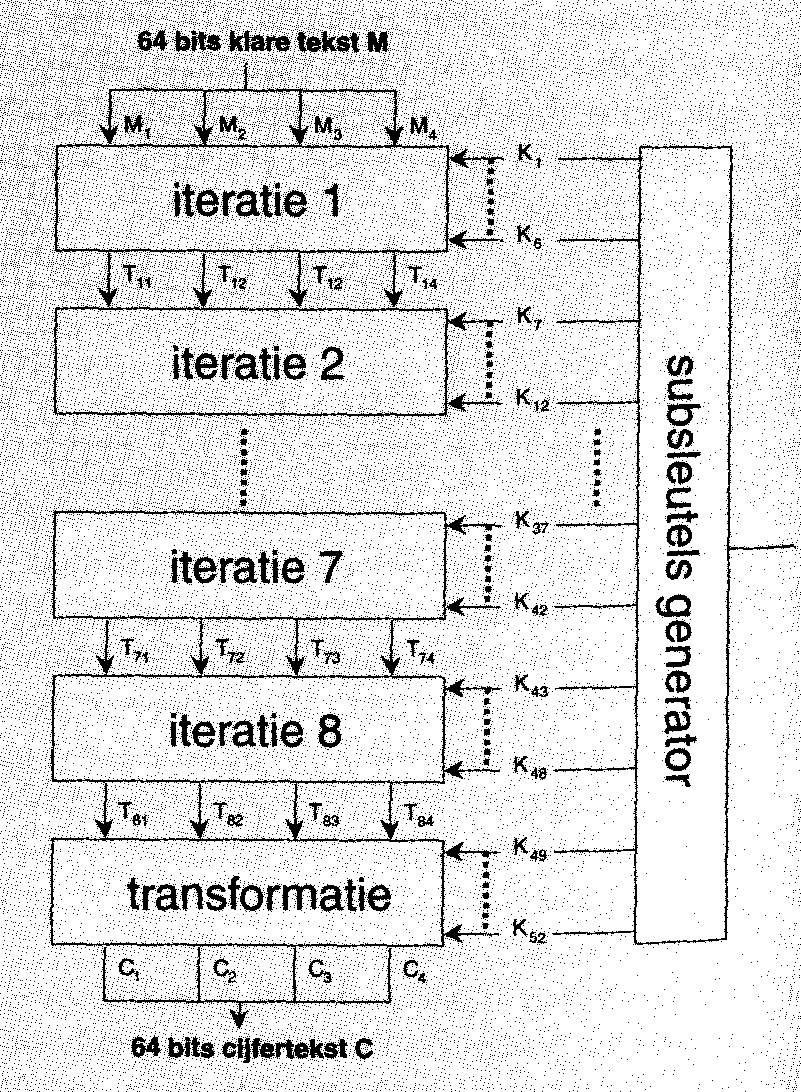 64 bits klare tekst M
M₁ M₂ M₃ M₄
iteratie 1
K₁
K₆
T₁₁ T₁₂ T₁₂ T₁₄
iteratie 2
K₇
K₁₂
iteratie 7
K₃₇
K₄₂
T₇₁ T₇₂ T₇₃ T₇₄
iteratie 8
K₄₃
K₄₈
T₈₁ T₈₂ T₈₃ T₈₄
transformatie
K₄₉
K₅₂
C₁ C₂ C₃ C₄
64 bits cijfertekst C
subsleutels generator